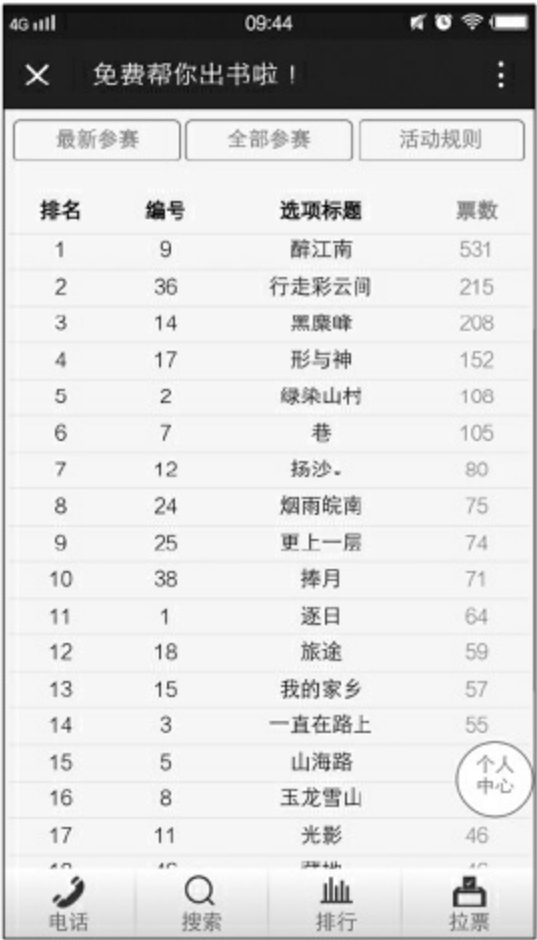 4G 09:44
免费帮你出书啦！
最新参赛 全部参赛 活动规则
排名 编号 选项标题 票数
1 9 醉江南 531
2 36 行走彩云间 215
3 14 黑麋峰 208
4 17 形与神 152
5 2 绿染山村 108
6 7 巷 105
7 12 扬沙。 80
8 24 烟雨皖南 75
9 25 更上一层 74
10 38 捧月 71
11 1 逐日 64
12 18 旅途 59
13 15 我的家乡 57
14 3 一直在路上 55
15 5 山海路
16 8 玉龙雪山
个人
中心
17 11 光影 46
电话 搜索 排行 拉票